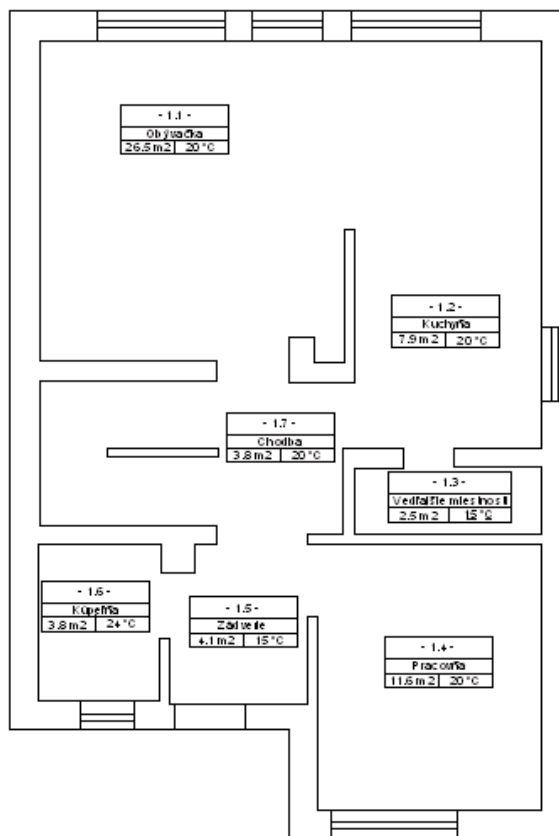 - 1.1 -
Obývačka
26.5 m2 20°C
- 1.2 -
Kuchyňa
7.9 m2 20°C
- 1.7 -
Chodba
3.8 m2 20°C
- 1.3 -
Vedľajšie miestnosti
2.5 m2 15°C
- 1.6 -
Kúpeľňa
3.8 m2 24°C
- 1.5 -
Zádverie
4.1 m2 15°C
- 1.4 -
Pracovňa
11.6 m2 20°C